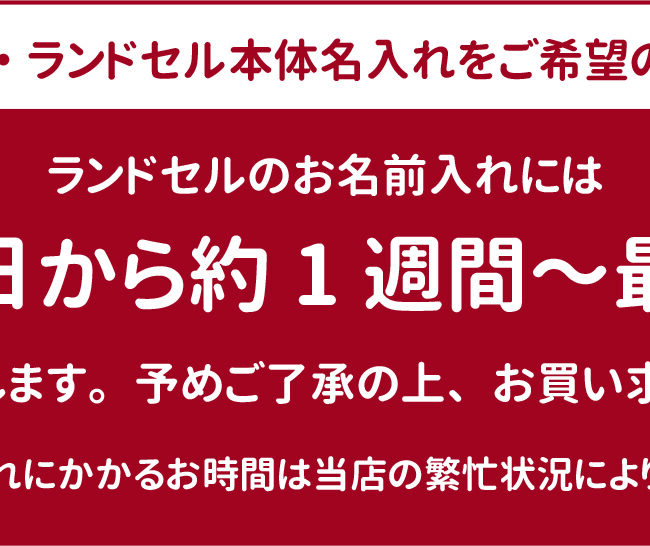 ・ランドセル本体名入れをご希望の
ランドセルのお名前入れには
日から約1週間〜最
します。予めご了承の上、お買い求
れにかかるお時間は当店の繁忙状況により